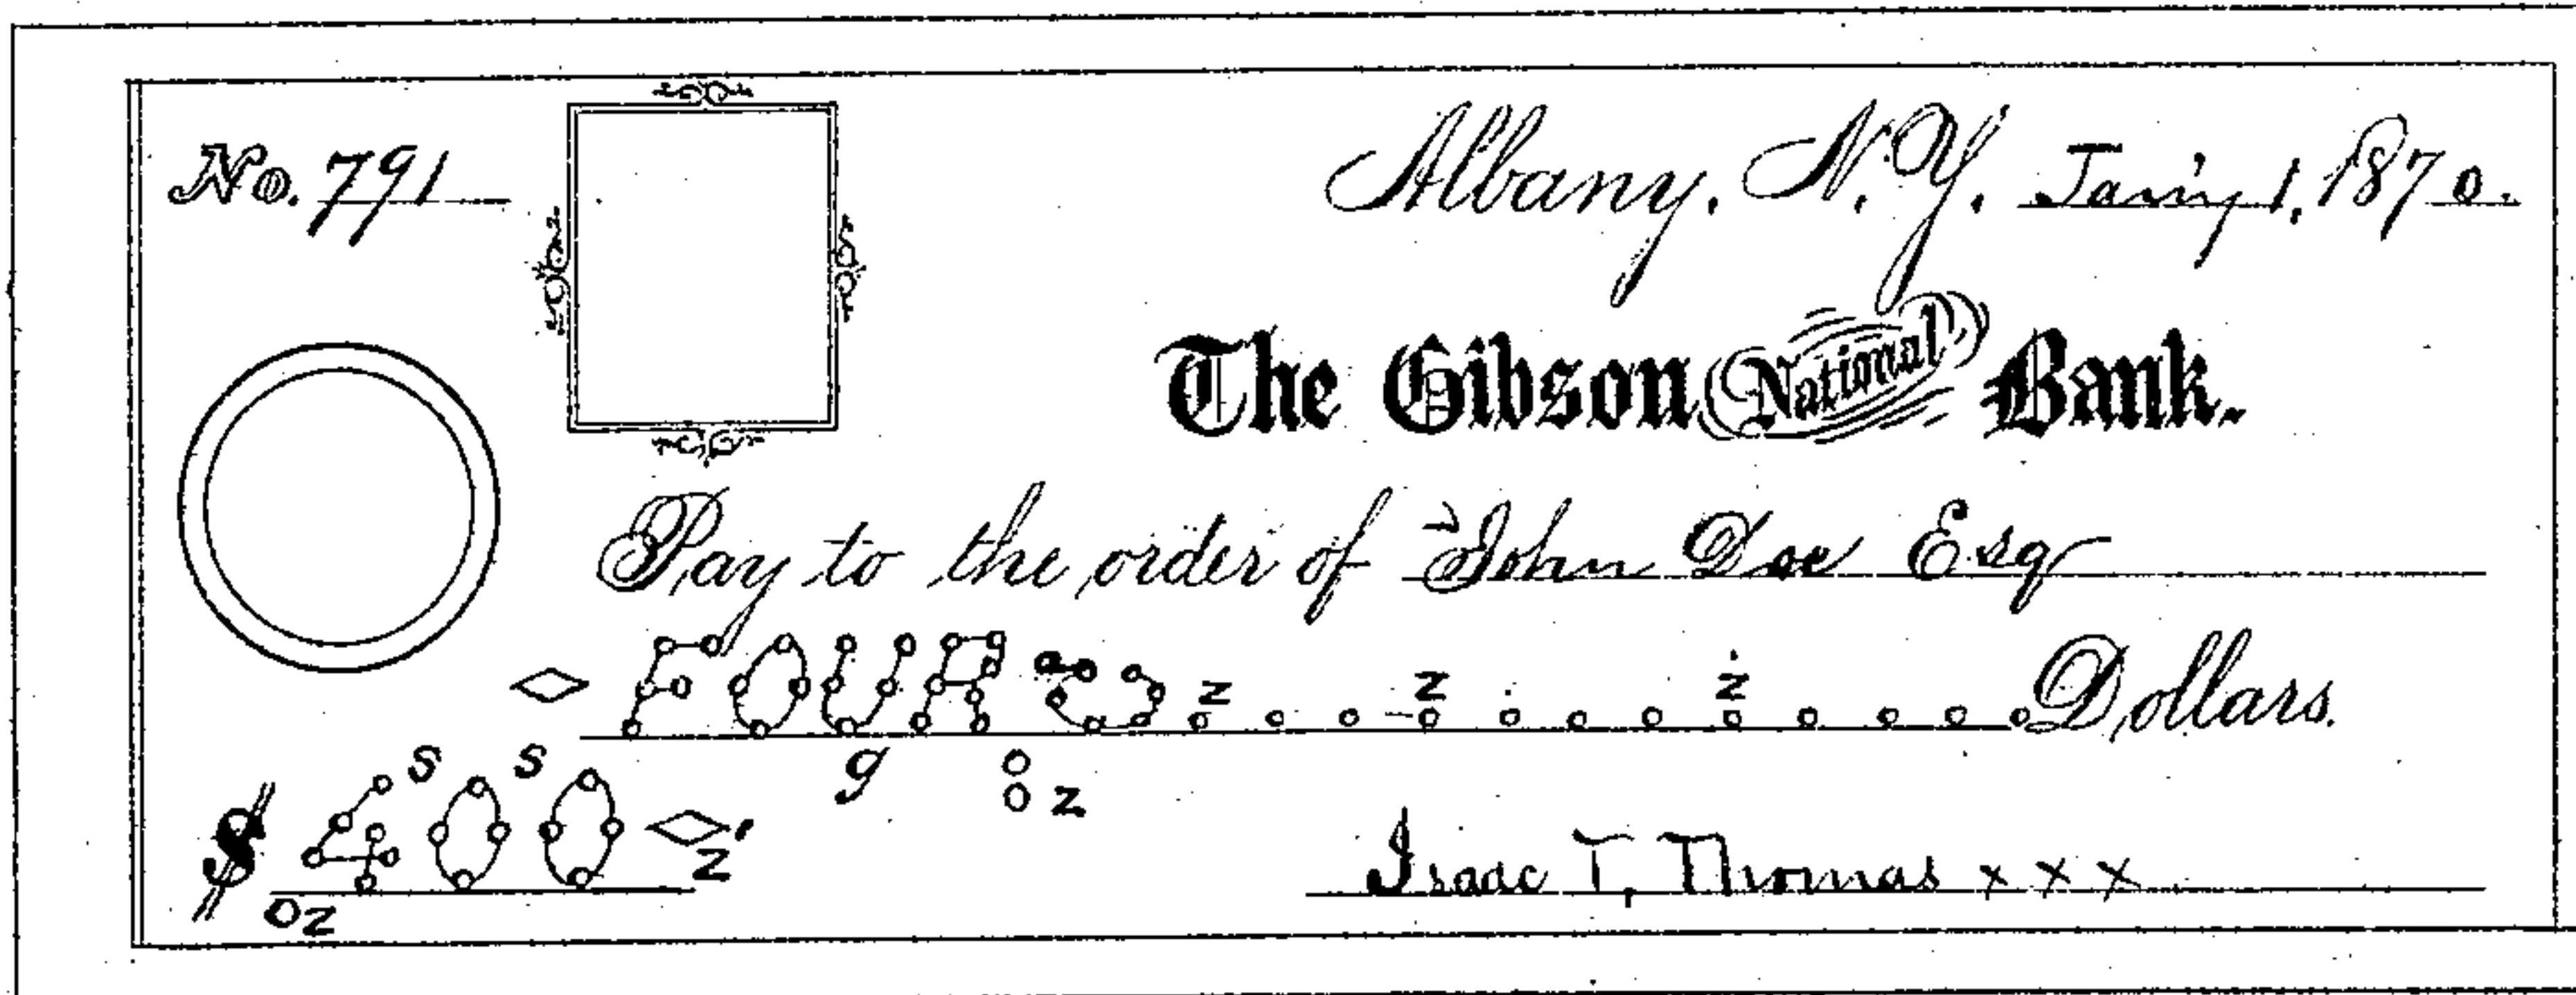 No. 791
Albany, N.Y. Jan'y 1, 1870.
The Gibson National Bank.
Pay to the order of John Doe Esq
FOUR z z z Dollars.
s s g z
$ 400 z'
oz
Isaac T. Thomas x x x